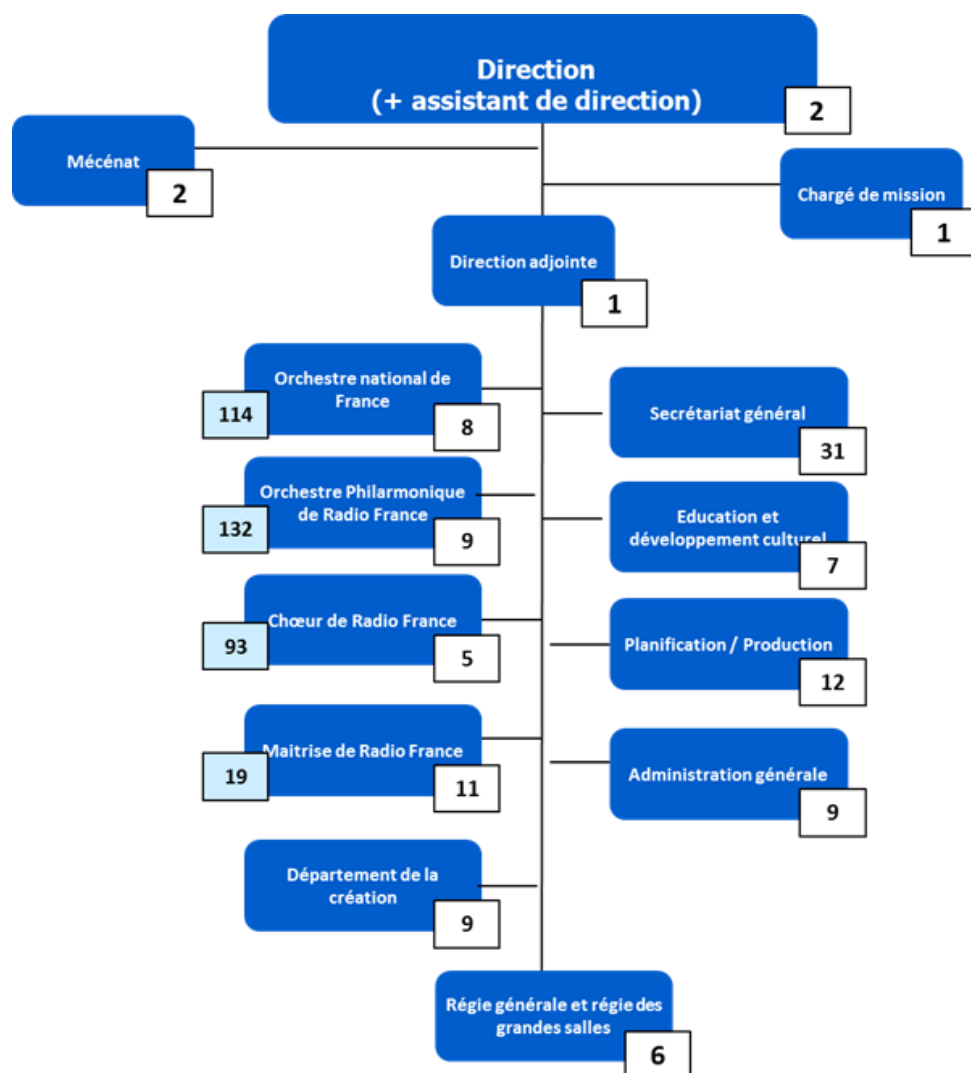 Direction
(+ assistant de direction)
2
Mécénat
2
Chargé de mission
1
Direction adjointe
1
Orchestre national de
France
114
8
Secrétariat général
31
Orchestre Philarmonique
de Radio France
132
9
Education et
développement culturel
7
Chœur de Radio France
93
5
Planification / Production
12
Maitrise de Radio France
19
11
Administration générale
9
Département de la
création
9
Régie générale et régie des
grandes salles
6